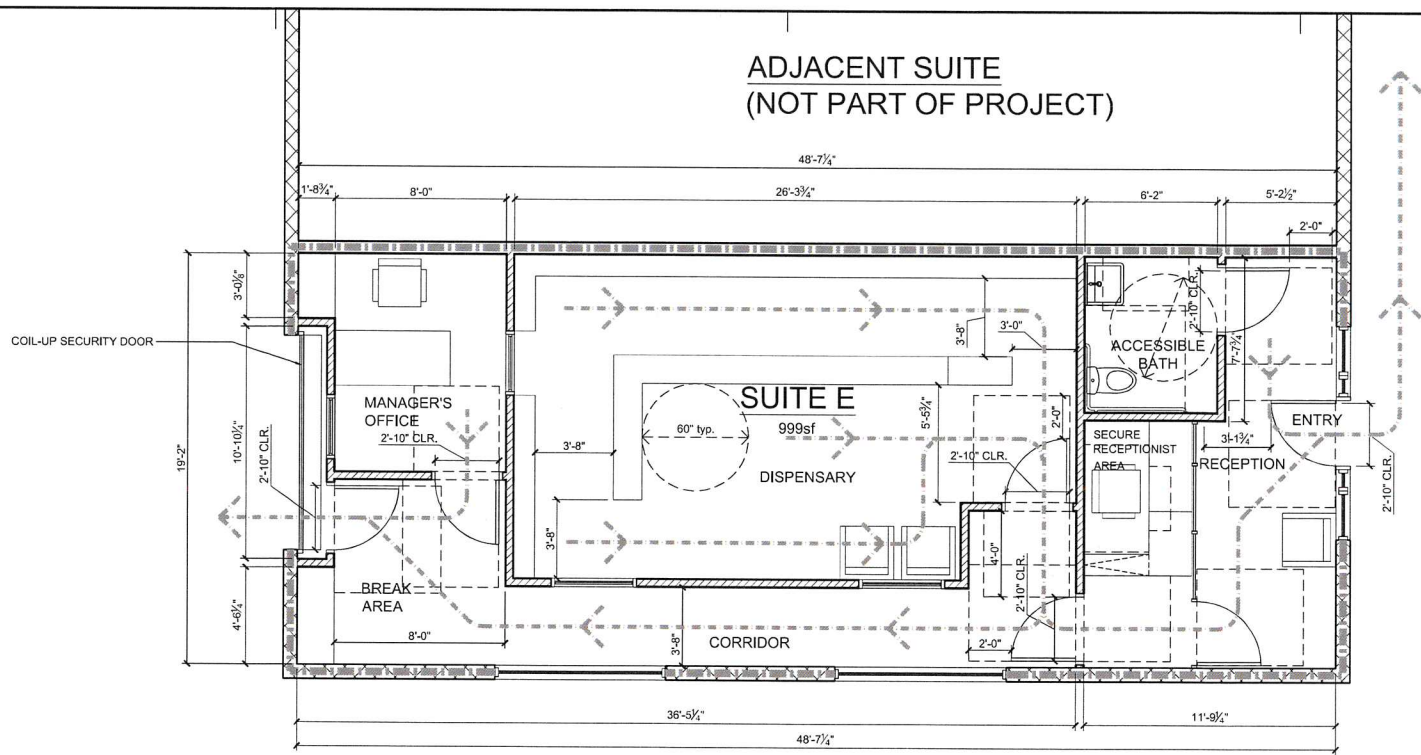 ADJACENT SUITE
(NOT PART OF PROJECT)
48'-7¼"
1'-8¾"
8'-0"
26'-3¾"
6'-2"
5'-2½"
2'-0"
3'-0⅛"
COIL-UP SECURITY DOOR
19'-2"
10'-10¼"
2'-10" CLR.
4'-6¼"
MANAGER'S
OFFICE
2'-10" CLR.
BREAK
AREA
8'-0"
3'-8"
3'-8"
60" typ.
SUITE E
999sf
DISPENSARY
3'-8"
3'-0"
5'-5¾"
2'-0"
2'-10" CLR.
4'-0"
2'-10" CLR.
2'-0"
3'-8"
CORRIDOR
ACCESSIBLE
BATH
2'-10" CLR.
7'-7¾"
SECURE
RECEPTIONIST
AREA
3'-1¾"
RECEPTION
ENTRY
2'-10" CLR.
36'-5¼"
11'-9¼"
48'-7¼"